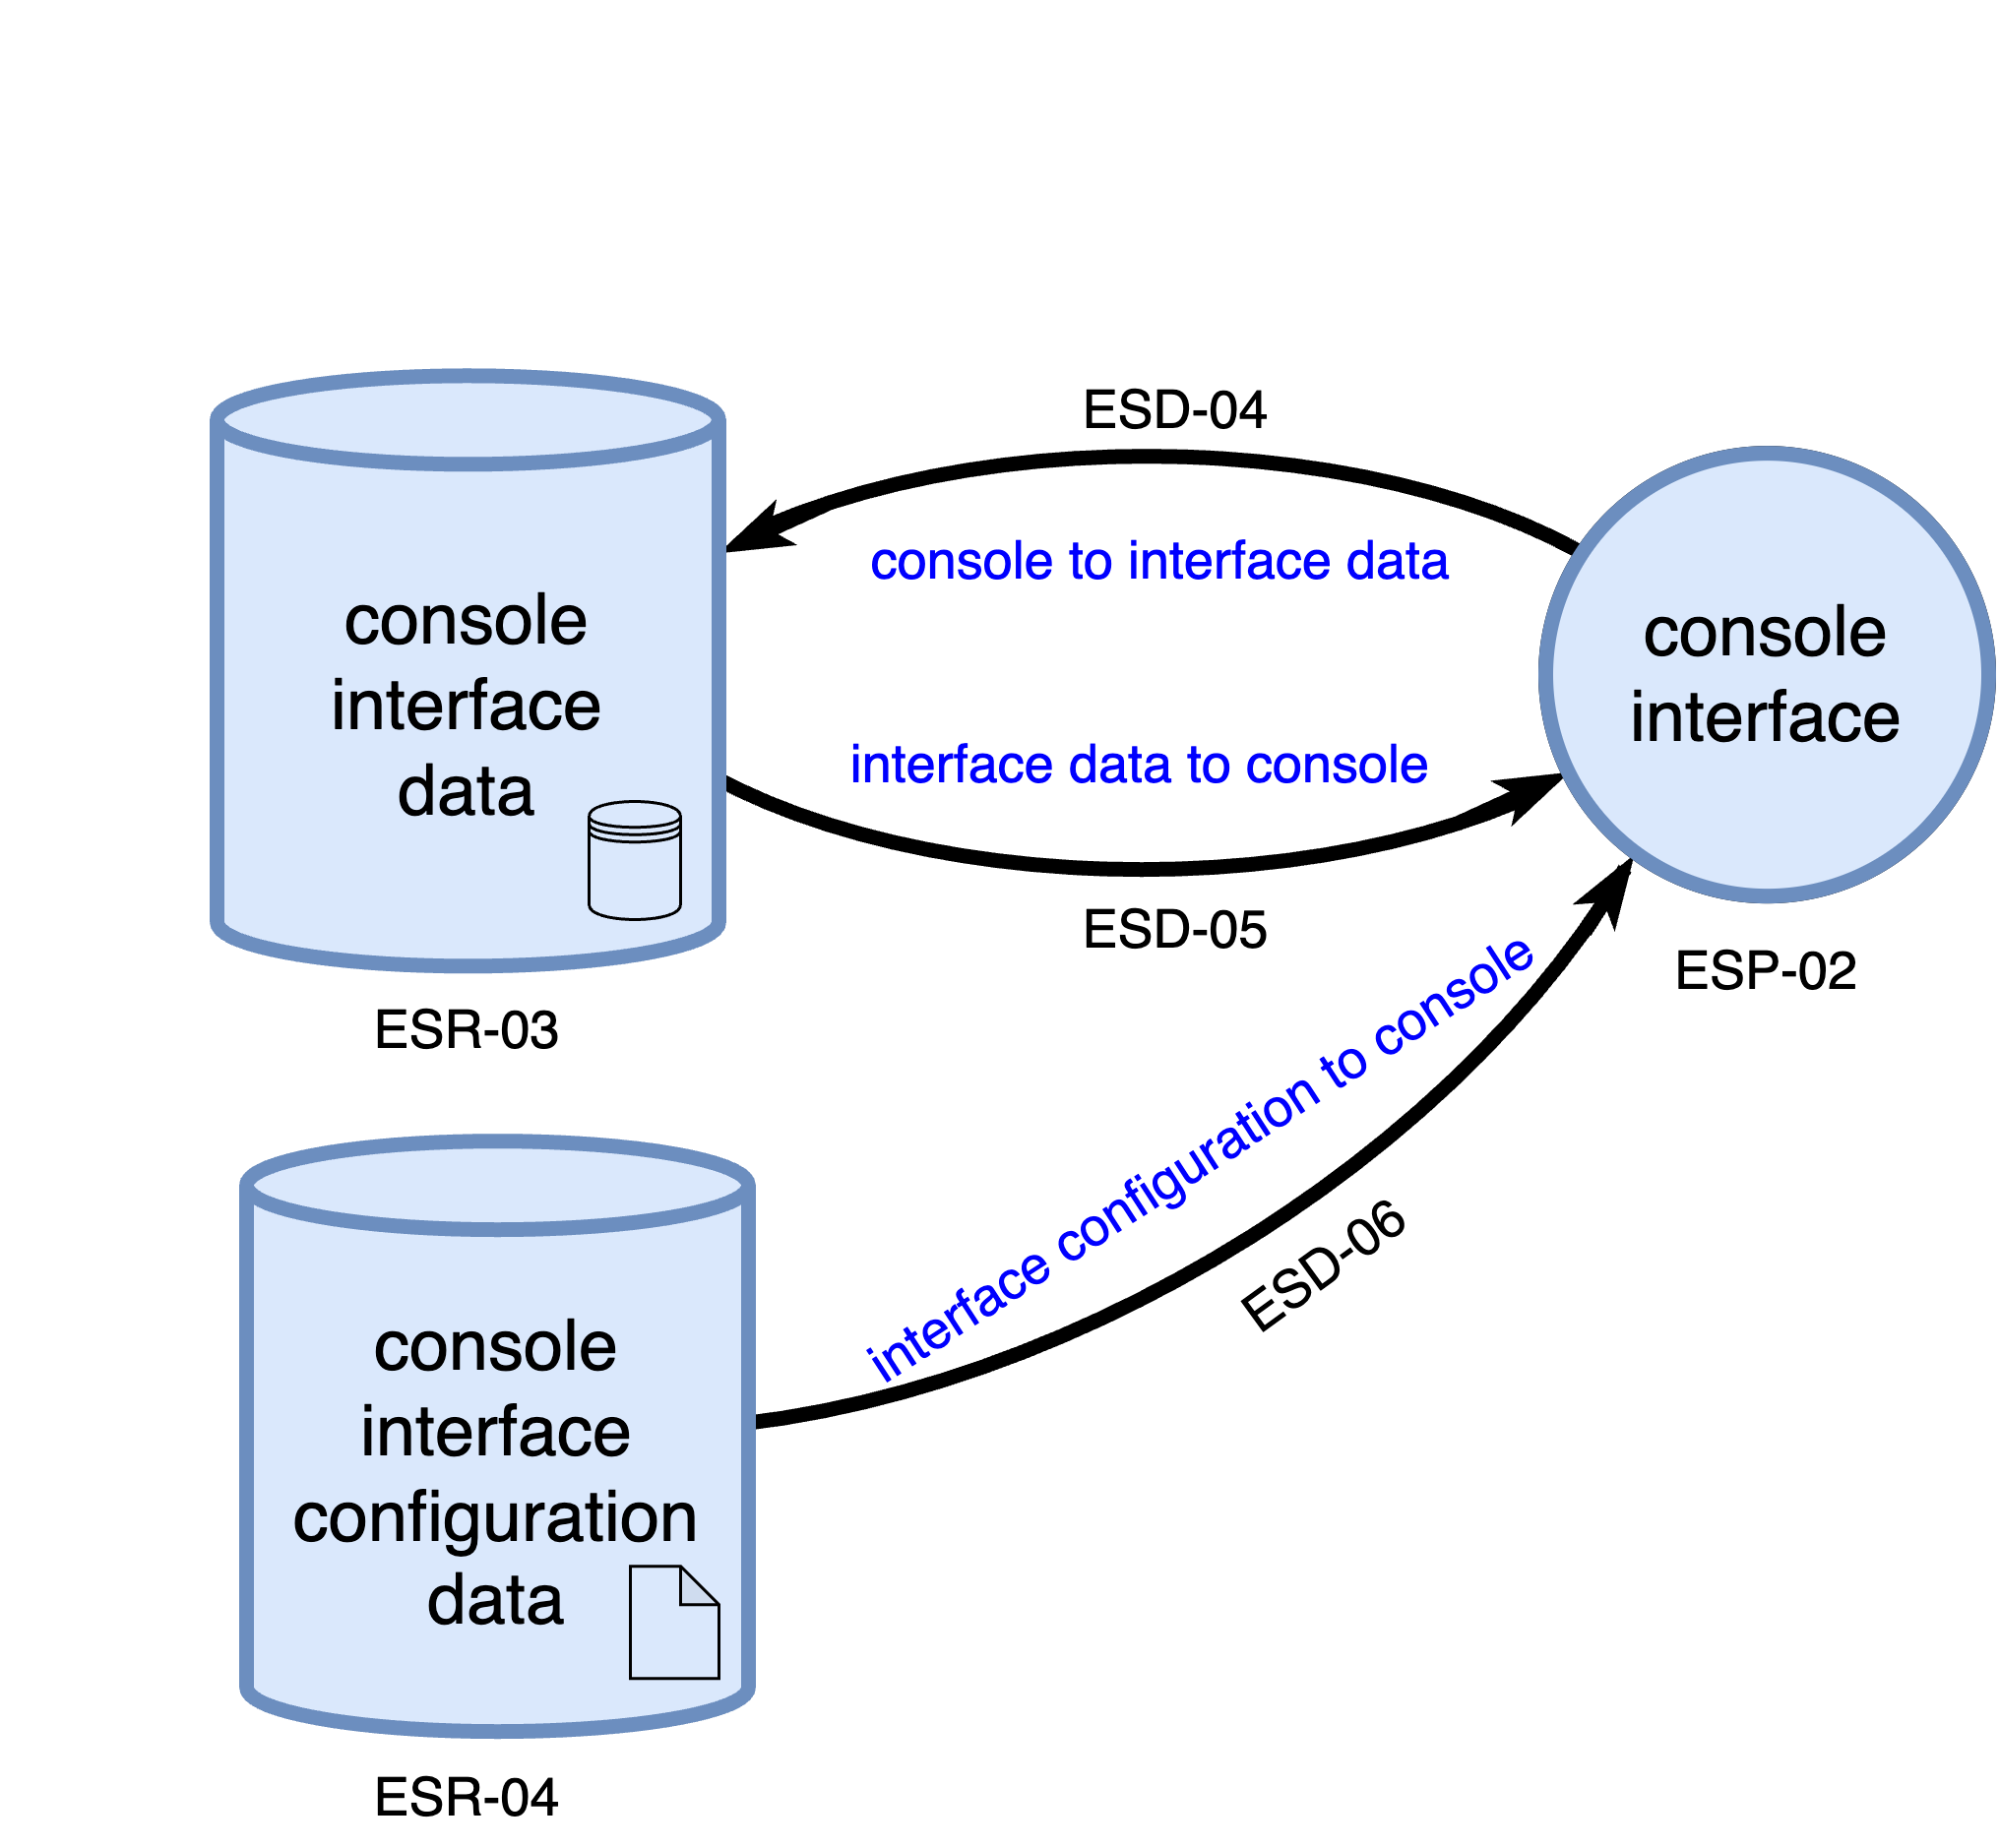 ESD-04
console to interface data
console
interface
data
console
interface
interface data to console
ESD-05
ESP-02
ESR-03
interface configuration to console
ESD-06
console
interface
configuration
data
ESR-04